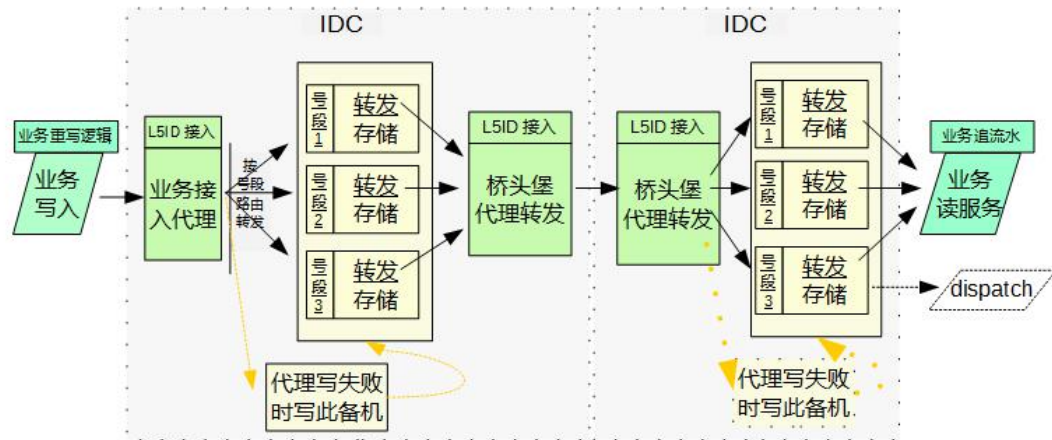 IDC
IDC
业务重写逻辑
业务
写入
L5ID 接入
业务接
入代理
按
号段
路由
转发
号段1
转发
存储
号段2
转发
存储
号段3
转发
存储
L5ID 接入
桥头堡
代理转发
L5ID 接入
桥头堡
代理转发
号段1
转发
存储
号段2
转发
存储
号段3
转发
存储
业务追流水
业务
读服务
dispatch
代理写失败
时写此备机
代理写失败
时写此备机